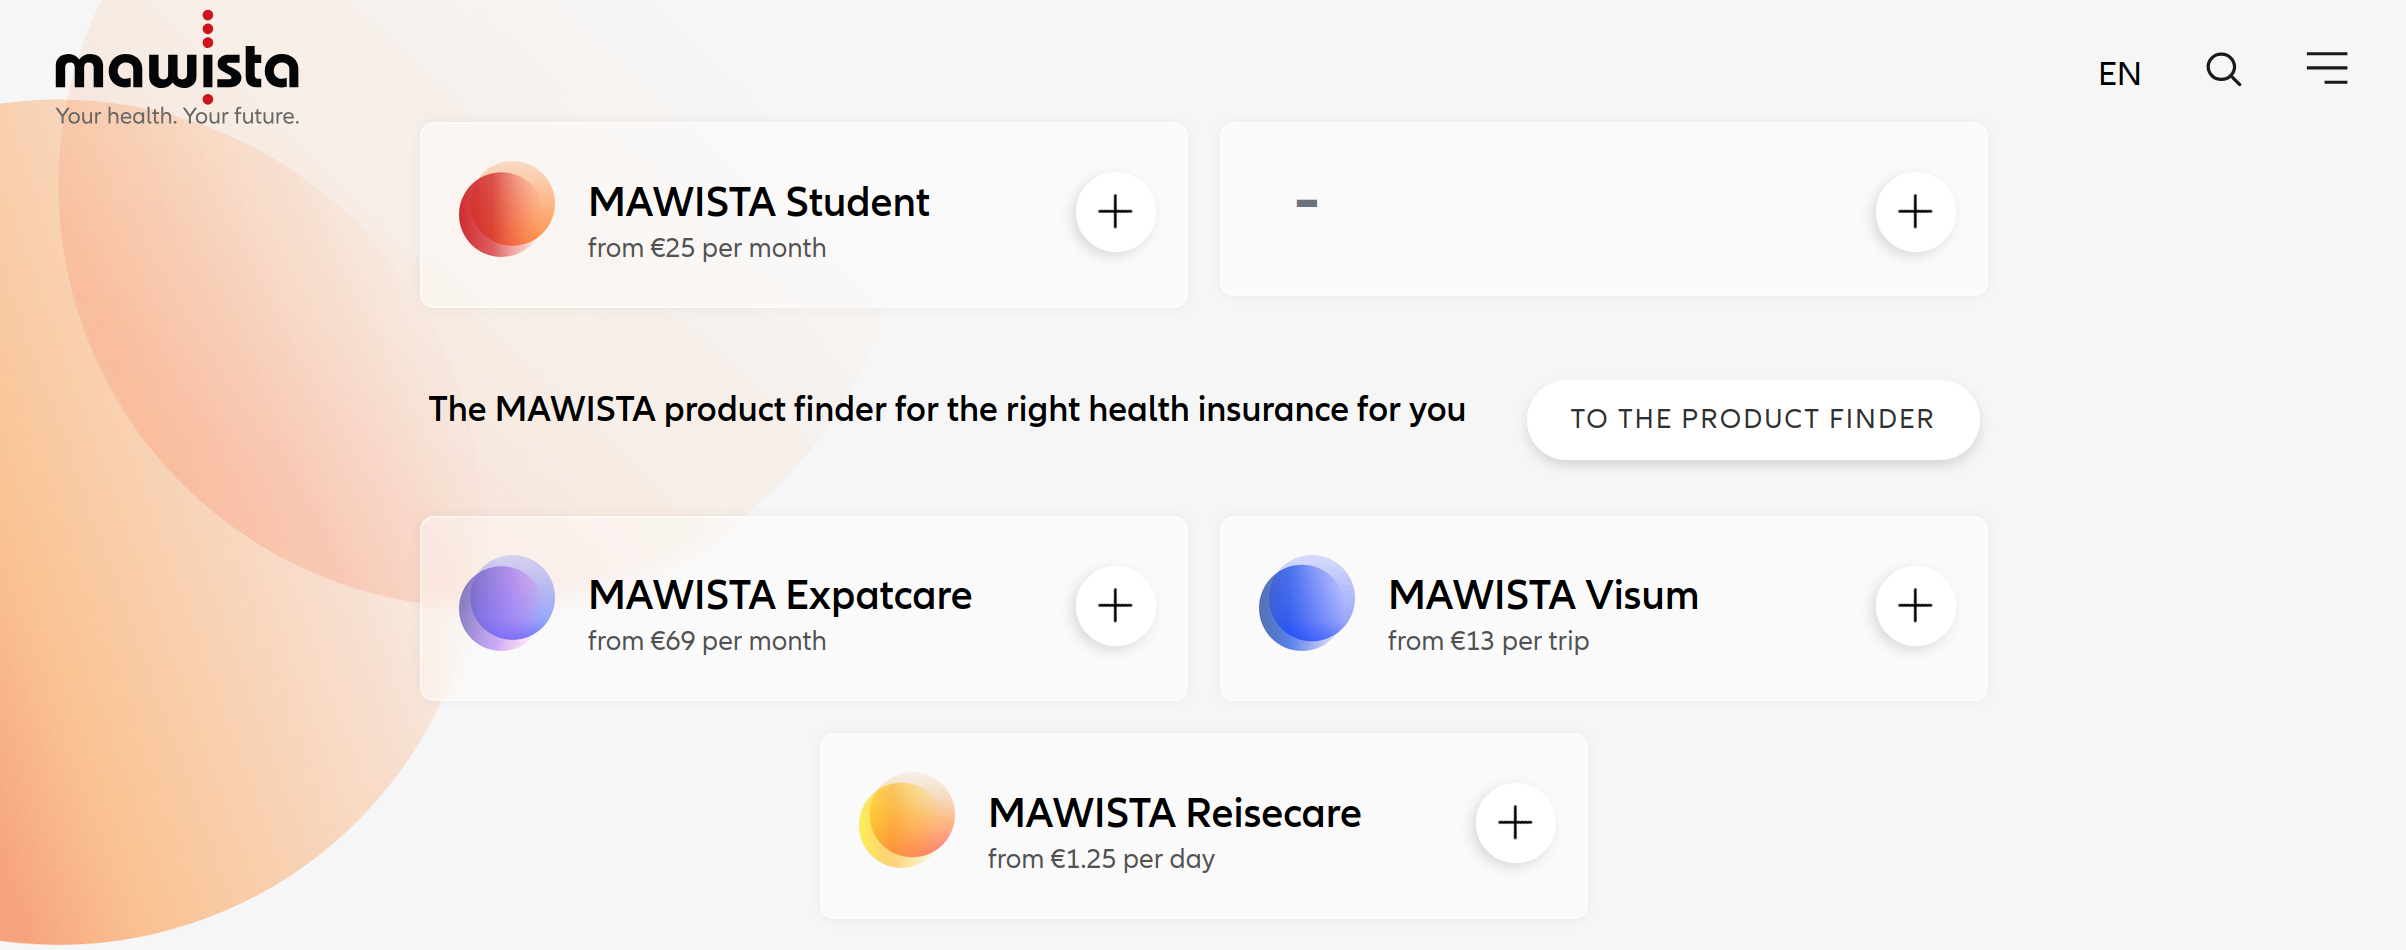 mawista
Your health. Your future.
EN
MAWISTA Student
from €25 per month
-
The MAWISTA product finder for the right health insurance for you
TO THE PRODUCT FINDER
MAWISTA Expatcare
from €69 per month
MAWISTA Visum
from €13 per trip
MAWISTA Reisecare
from €1.25 per day